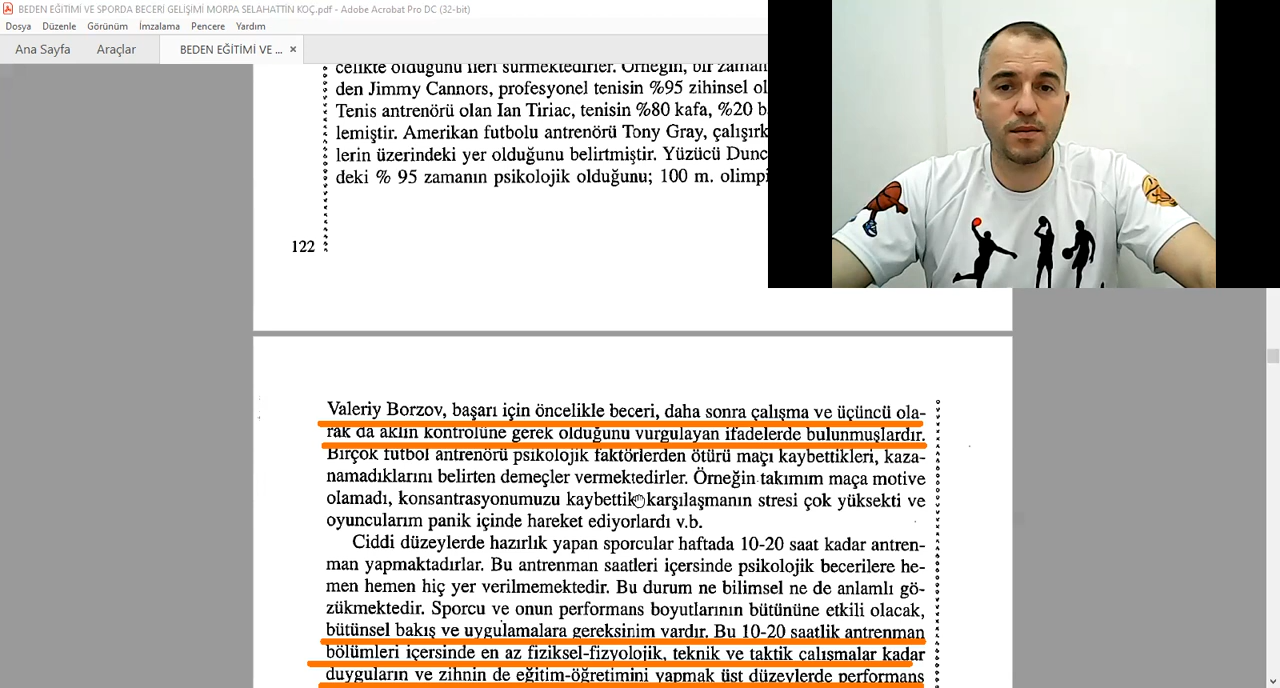 BEDEN EĞİTİMİ VE SPORDA BECERİ GELİŞİMİ MORPA SELAHATTİN KOÇ.pdf - Adobe Acrobat Pro DC (32-bit)
Dosya Düzenle Görünüm İmzalama Pencere Yardım
Ana Sayfa Araçlar BEDEN EĞİTİMİ VE ... ×
celikte olduğunu ileri sürmektedirler. Örneğin, bir zaman
den Jimmy Cannors, profesyonel tenisin %95 zihinsel ol
Tenis antrenörü olan Ian Tiriac, tenisin %80 kafa, %20 b
lemiştir. Amerikan futbolu antrenörü Tony Gray, çalışırk
lerin üzerindeki yer olduğunu belirtmiştir. Yüzücü Dunc
deki % 95 zamanın psikolojik olduğunu; 100 m. olimpi
122
Valeriy Borzov, başarı için öncelikle beceri, daha sonra çalışma ve üçüncü ola-
rak da aklın kontrolüne gerek olduğunu vurgulayan ifadelerde bulunmuşlardır.
Birçok futbol antrenörü psikolojik faktörlerden ötürü maçı kaybettikleri, kaza-
namadıklarını belirten demeçler vermektedirler. Örneğin takımım maça motive
olamadı, konsantrasyonumuzu kaybettik karşılaşmanın stresi çok yüksekti ve
oyuncularım panik içinde hareket ediyorlardı v.b.
Ciddi düzeylerde hazırlık yapan sporcular haftada 10-20 saat kadar antren-
man yapmaktadırlar. Bu antrenman saatleri içersinde psikolojik becerilere he-
men hemen hiç yer verilmemektedir. Bu durum ne bilimsel ne de anlamlı gö-
zükmektedir. Sporcu ve onun performans boyutlarının bütününe etkili olacak,
bütünsel bakış ve uygulamalara gereksinim vardır. Bu 10-20 saatlik antrenman
bölümleri içersinde en az fiziksel-fizyolojik, teknik ve taktik çalışmalar kadar
duyguların ve zihnin de eğitim-öğretimini yapmak üst düzeylerde performans